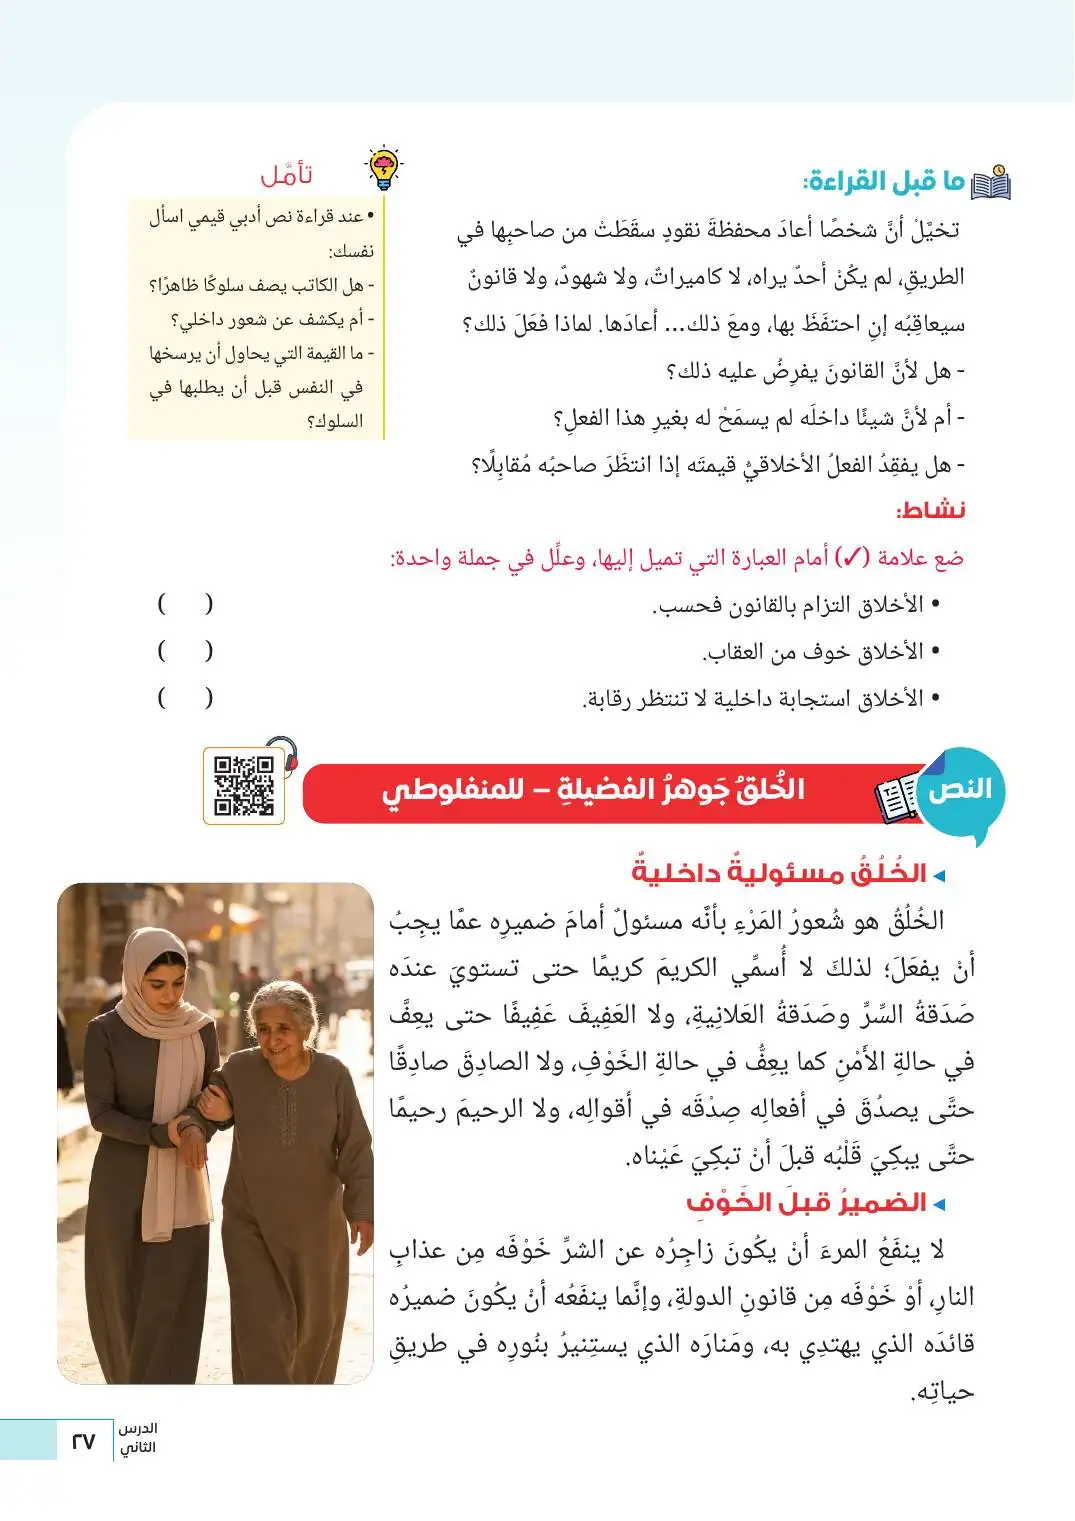 ما قبل القراءة:
تخيَّلْ أنَّ شخصًا أعادَ محفظةَ نقودٍ سقَطَتْ من صاحبِها في
الطريقِ، لم يكُنْ أحدٌ يراه، لا كاميراتٌ، ولا شهودٌ، ولا قانونٌ
سيعاقِبُه إنِ احتفَظَ بها، ومعَ ذلك... أعادَها. لماذا فعَلَ ذلك؟
- هل لأنَّ القانونَ يفرِضُ عليه ذلك؟
- أم لأنَّ شيئًا داخلَه لم يسمَحْ له بغيرِ هذا الفعلِ؟
- هل يفقِدُ الفعلُ الأخلاقيُّ قيمتَه إذا انتظَرَ صاحبُه مُقابِلًا؟
تأمَّل
• عند قراءة نص أدبي قيمي اسأل
نفسك:
- هل الكاتب يصف سلوكًا ظاهرًا؟
- أم يكشف عن شعور داخلي؟
- ما القيمة التي يحاول أن يرسخها
في النفس قبل أن يطلبها في
السلوك؟
نشاط:
ضع علامة (✓) أمام العبارة التي تميل إليها، وعلِّل في جملة واحدة:
• الأخلاق التزام بالقانون فحسب. ( )
• الأخلاق خوف من العقاب. ( )
• الأخلاق استجابة داخلية لا تنتظر رقابة. ( )
النص
الخُلقُ جَوهرُ الفضيلةِ – للمنفلوطي
الخُلُقُ مسئوليةٌ داخليةٌ
الخُلُقُ هو شُعورُ المَرْءِ بأنَّه مسئولٌ أمامَ ضميرِه عمَّا يجِبُ
أنْ يفعَلَ؛ لذلكَ لا أُسمِّي الكريمَ كريمًا حتى تستويَ عندَه
صَدَقةُ السِّرِّ وصَدَقةُ العَلانِيةِ، ولا العَفِيفَ عَفِيفًا حتى يعِفَّ
في حالةِ الأَمْنِ كما يعِفُّ في حالةِ الخَوْفِ، ولا الصادِقَ صادِقًا
حتَّى يصدُقَ في أفعالِه صِدْقَه في أقوالِه، ولا الرحيمَ رحيمًا
حتَّى يبكِيَ قَلْبُه قبلَ أنْ تبكِيَ عَيْناه.
الضميرُ قبلَ الخَوْفِ
لا ينفَعُ المرءَ أنْ يكُونَ زاجِرُه عن الشرِّ خَوْفَه مِن عذابِ
النارِ، أوْ خَوْفَه مِن قانونِ الدولةِ، وإنَّما ينفَعُه أنْ يكُونَ ضميرُه
قائدَه الذي يهتدِي به، ومَنارَه الذي يستِنيرُ بنُورِه في طريقِ
حياتِه.
الدرس
الثاني
٢٧